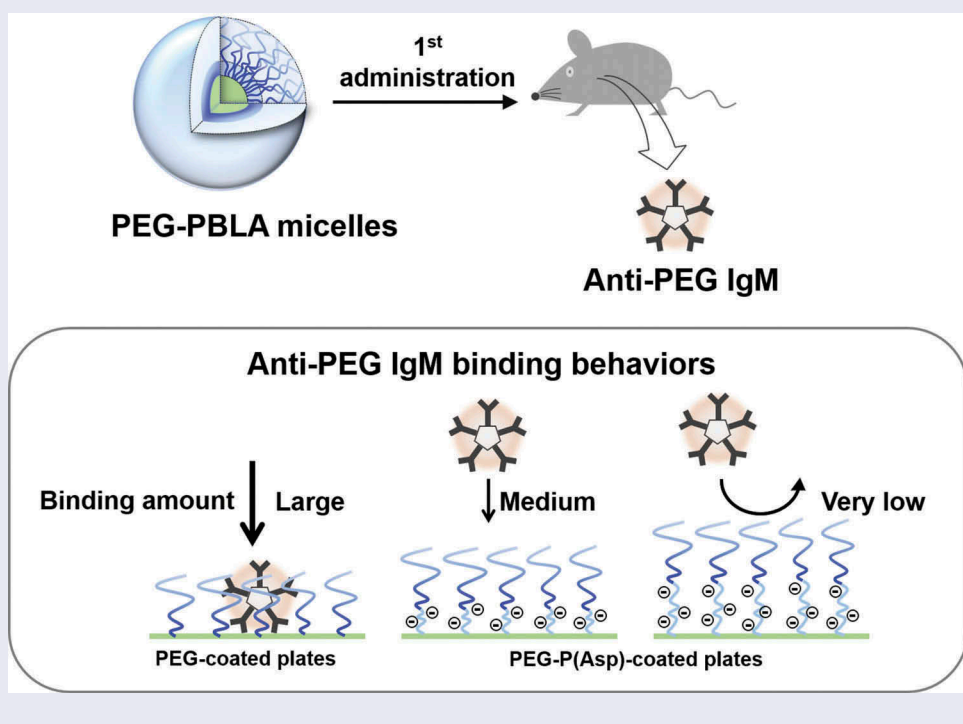 1st
administration
PEG-PBLA micelles
Anti-PEG IgM
Anti-PEG IgM binding behaviors
Binding amount
Large
Medium
Very low
PEG-coated plates
PEG-P(Asp)-coated plates